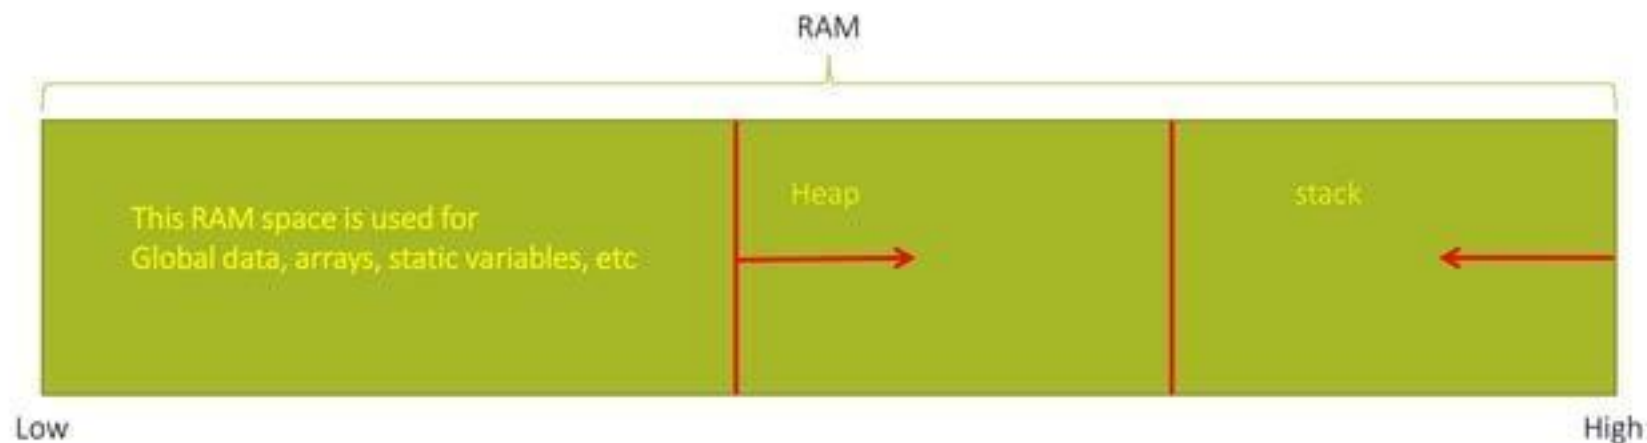 RAM
Heap
stack
This RAM space is used for
Global data, arrays, static variables, etc
Low
High